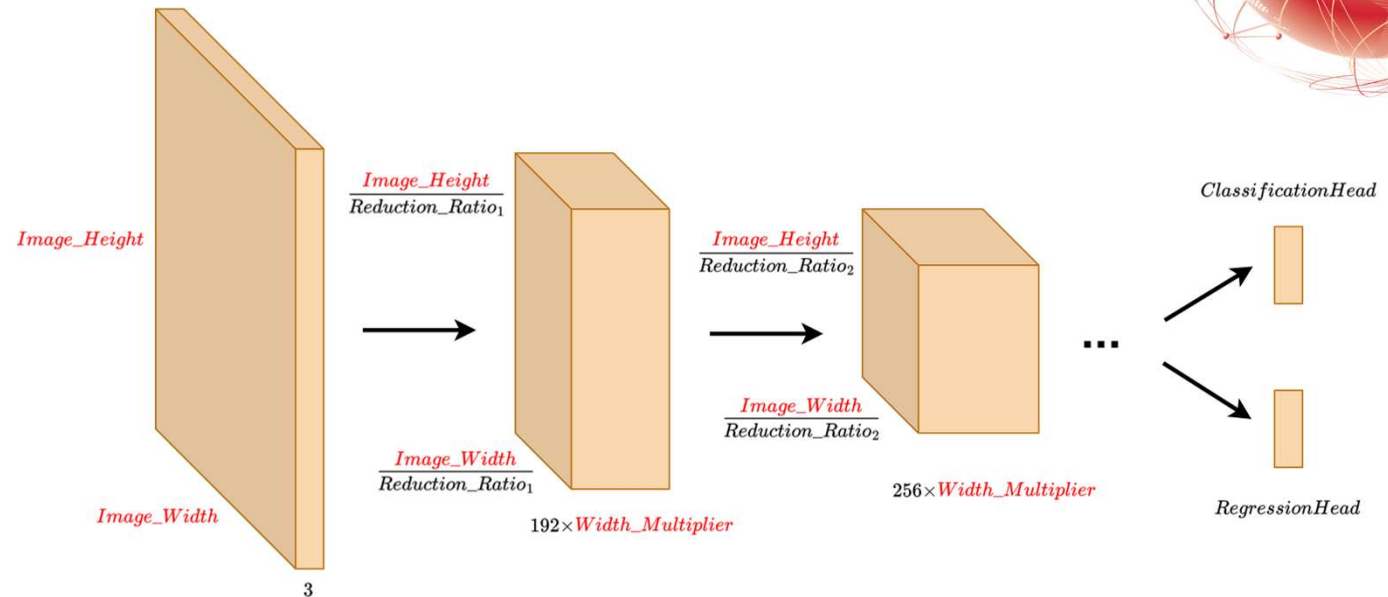 Image_Height
Image_Width
3
Image_Height
Reduction_Ratio₁
Image_Width
Reduction_Ratio₁
192×Width_Multiplier
Image_Height
Reduction_Ratio₂
Image_Width
Reduction_Ratio₂
256×Width_Multiplier
...
ClassificationHead
RegressionHead